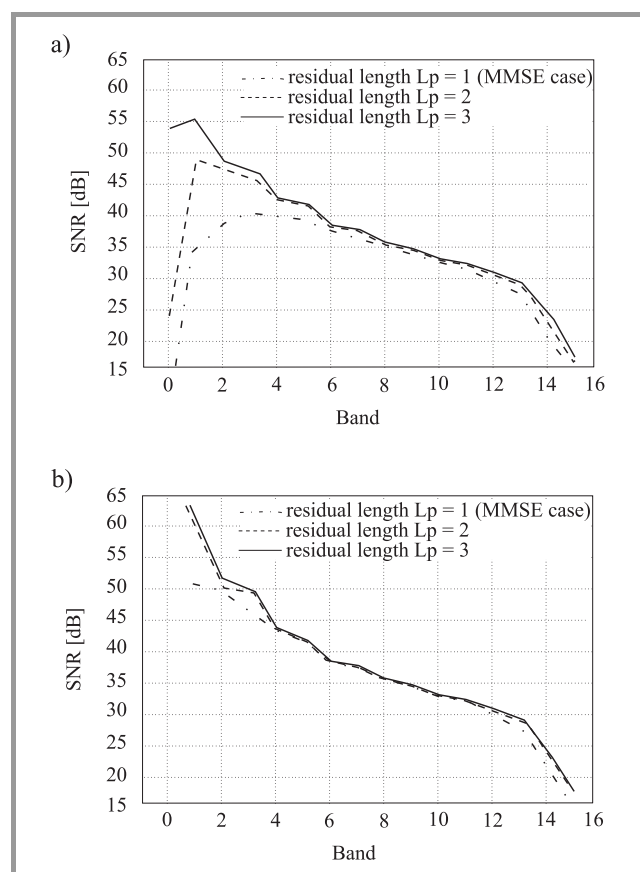 a)
65
60
55
50
45
40
35
30
25
20
15
SNR [dB]
residual length Lp = 1 (MMSE case)
residual length Lp = 2
residual length Lp = 3
0 2 4 6 8 10 12 14 16
Band
b)
65
60
55
50
45
40
35
30
25
20
15
SNR [dB]
residual length Lp = 1 (MMSE case)
residual length Lp = 2
residual length Lp = 3
0 2 4 6 8 10 12 14 16
Band